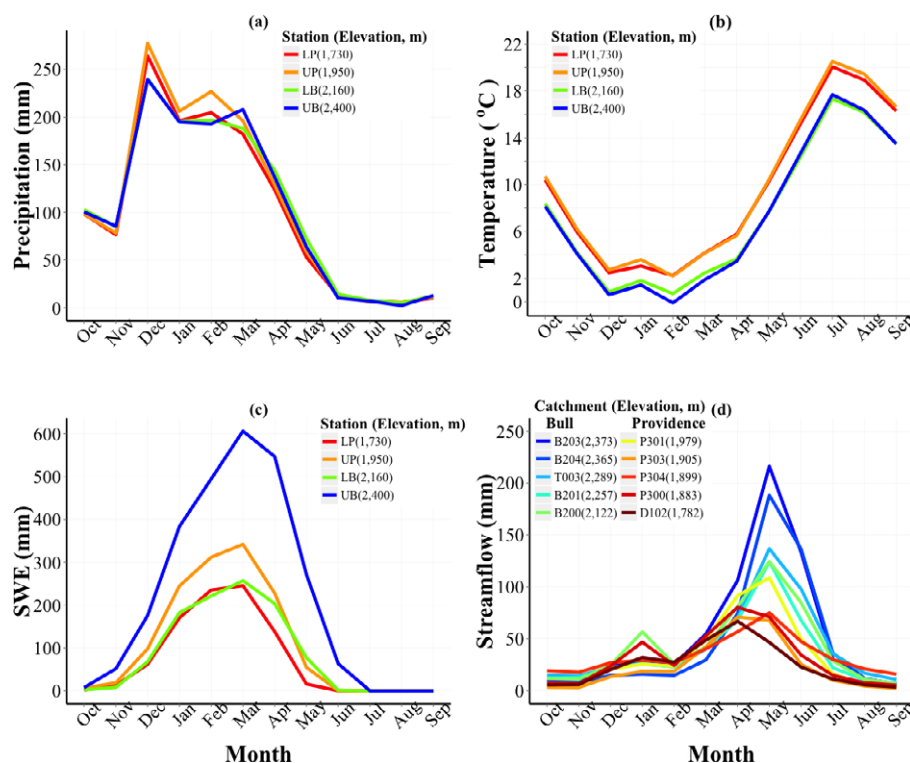 (a)
Station (Elevation, m)
LP(1,730)
UP(1,950)
LB(2,160)
UB(2,400)
Precipitation (mm)
250
200
150
100
50
0
Oct Nov Dec Jan Feb Mar Apr May Jun Jul Aug Sep
(b)
Station (Elevation, m)
LP(1,730)
UP(1,950)
LB(2,160)
UB(2,400)
Temperature ( °C)
22
18
14
10
6
2
0
Oct Nov Dec Jan Feb Mar Apr May Jun Jul Aug Sep
(c)
Station (Elevation, m)
LP(1,730)
UP(1,950)
LB(2,160)
UB(2,400)
SWE (mm)
600
500
400
300
200
100
0
Oct Nov Dec Jan Feb Mar Apr May Jun Jul Aug Sep
Month
Catchment (Elevation, m) (d)
Bull Providence
B203(2,373) P301(1,979)
B204(2,365) P303(1,905)
T003(2,289) P304(1,899)
B201(2,257) P300(1,883)
B200(2,122) D102(1,782)
Streamflow (mm)
250
200
150
100
50
0
Oct Nov Dec Jan Feb Mar Apr May Jun Jul Aug Sep
Month